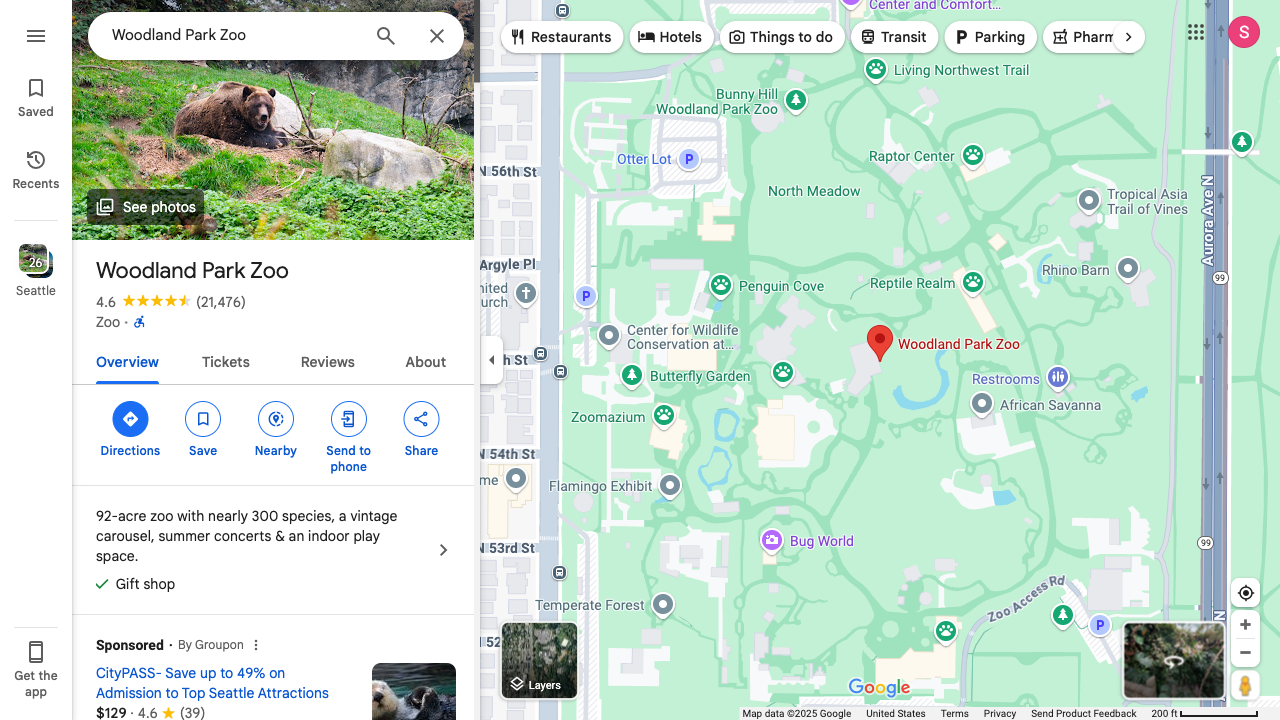 Woodland Park Zoo
Saved
Recents
26
Seattle
Get the
app
See photos
Woodland Park Zoo
4.6
(21,476)
Zoo ·
Overview
Tickets
Reviews
About
Directions
Save
Nearby
Send to
phone
Share
92-acre zoo with nearly 300 species, a vintage
carousel, summer concerts & an indoor play
space.
Gift shop
Sponsored · By Groupon
CityPASS- Save up to 49% on
Admission to Top Seattle Attractions
$129 · 4.6
(39)
Restaurants
Hotels
Things to do
Transit
Parking
Pharm
S
Center and Comfort...
Living Northwest Trail
Bunny Hill
Woodland Park Zoo
Otter Lot
P
N 56th St
Raptor Center
North Meadow
Tropical Asia
Trail of Vines
Aurora Ave N
Argyle Pl
Rhino Barn
99
Penguin Cove
Reptile Realm
P
Center for Wildlife
Conservation at...
Woodland Park Zoo
h St
Butterfly Garden
Restrooms
African Savanna
Zoomazium
N 54th St
me
Flamingo Exhibit
Bug World
N 53rd St
99
Temperate Forest
Zoo Access Rd
P
N
52
Layers
Google
Map data ©2025 Google
United States
Terms
Privacy
Send Product Feedback
200 ft